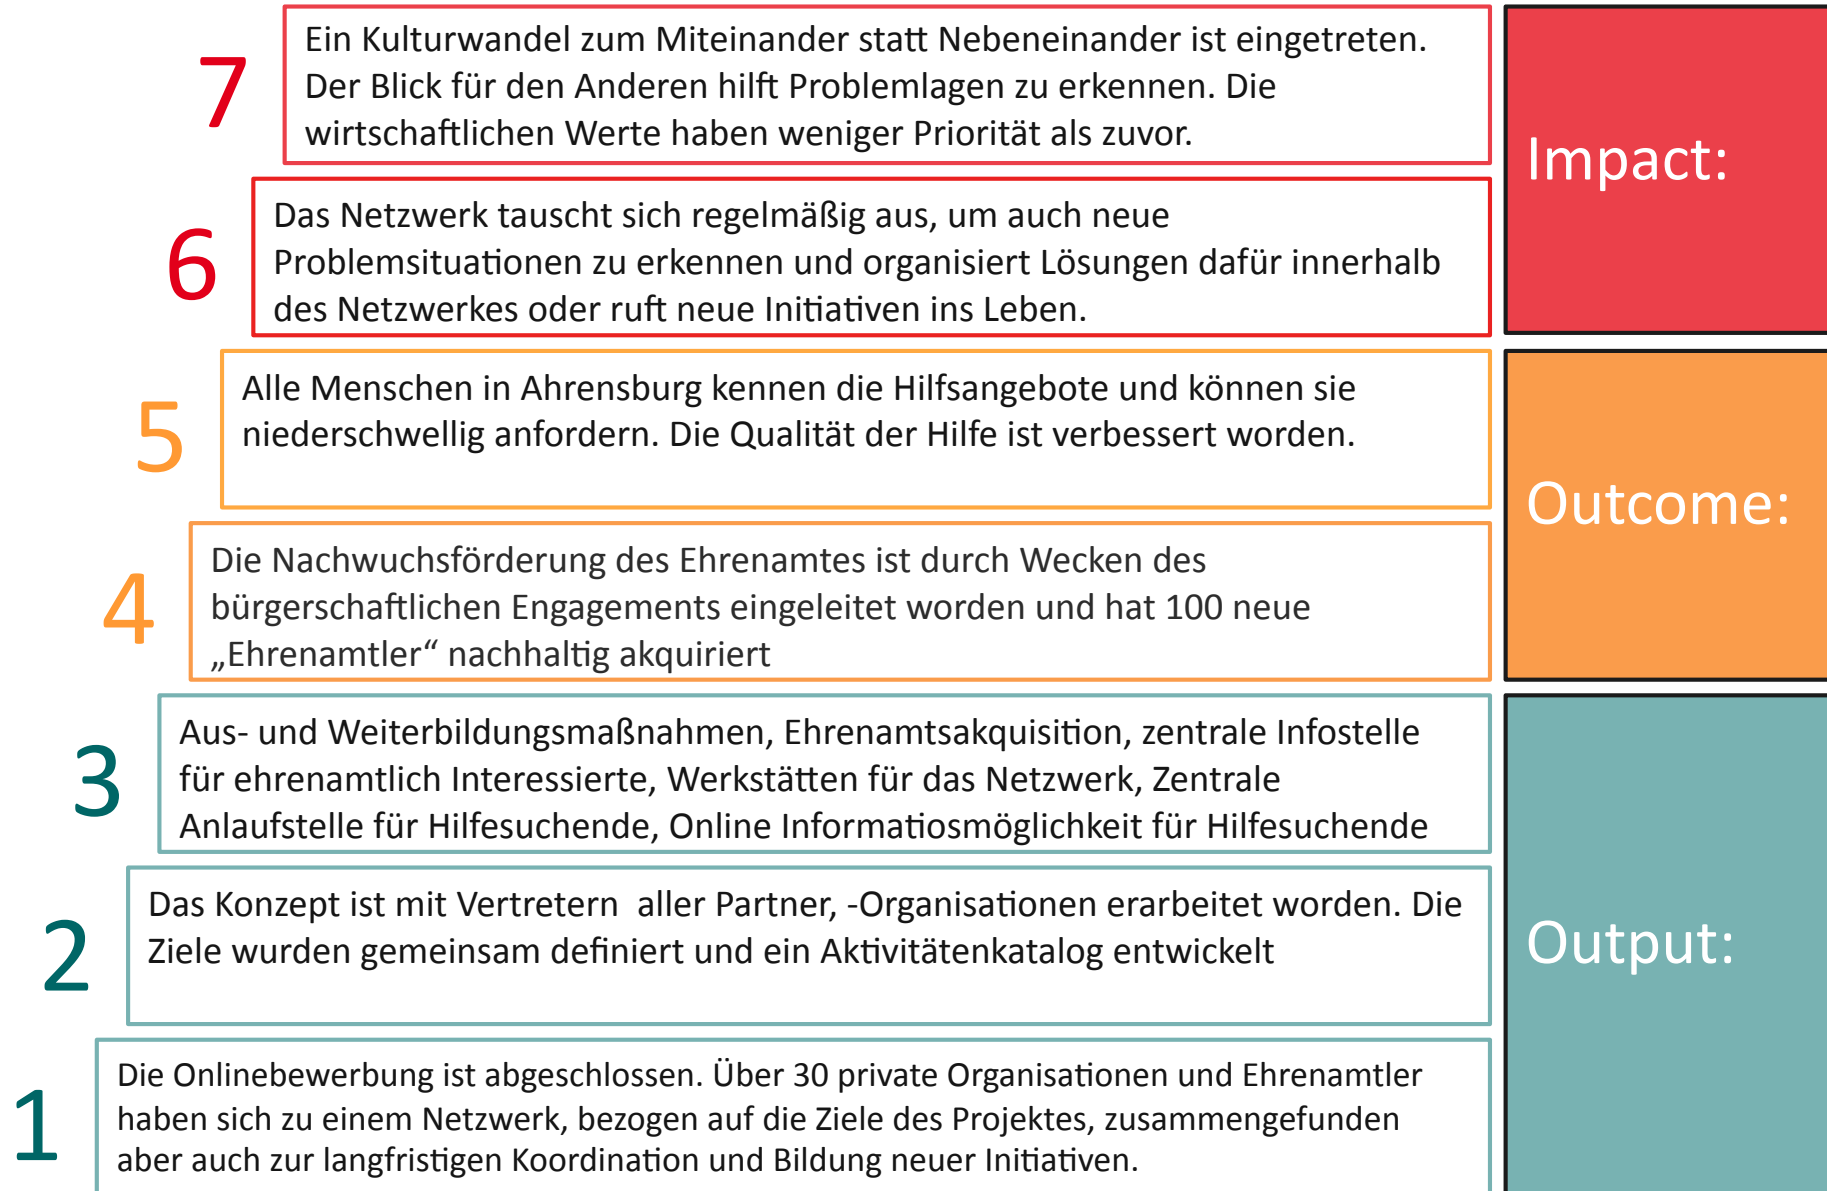 7
Ein Kulturwandel zum Miteinander statt Nebeneinander ist eingetreten.
Der Blick für den Anderen hilft Problemlagen zu erkennen. Die
wirtschaftlichen Werte haben weniger Priorität als zuvor.
Impact:
6
Das Netzwerk tauscht sich regelmäßig aus, um auch neue
Problemsituationen zu erkennen und organisiert Lösungen dafür innerhalb
des Netzwerkes oder ruft neue Initiativen ins Leben.
5
Alle Menschen in Ahrensburg kennen die Hilfsangebote und können sie
niederschwellig anfordern. Die Qualität der Hilfe ist verbessert worden.
Outcome:
4
Die Nachwuchsförderung des Ehrenamtes ist durch Wecken des
bürgerschaftlichen Engagements eingeleitet worden und hat 100 neue
„Ehrenamtler“ nachhaltig akquiriert
3
Aus- und Weiterbildungsmaßnahmen, Ehrenamtsakquisition, zentrale Infostelle
für ehrenamtlich Interessierte, Werkstätten für das Netzwerk, Zentrale
Anlaufstelle für Hilfesuchende, Online Informatiosmöglichkeit für Hilfesuchende
2
Das Konzept ist mit Vertretern  aller Partner, -Organisationen erarbeitet worden. Die
Ziele wurden gemeinsam definiert und ein Aktivitätenkatalog entwickelt
Output:
1
Die Onlinebewerbung ist abgeschlossen. Über 30 private Organisationen und Ehrenamtler
haben sich zu einem Netzwerk, bezogen auf die Ziele des Projektes, zusammengefunden
aber auch zur langfristigen Koordination und Bildung neuer Initiativen.